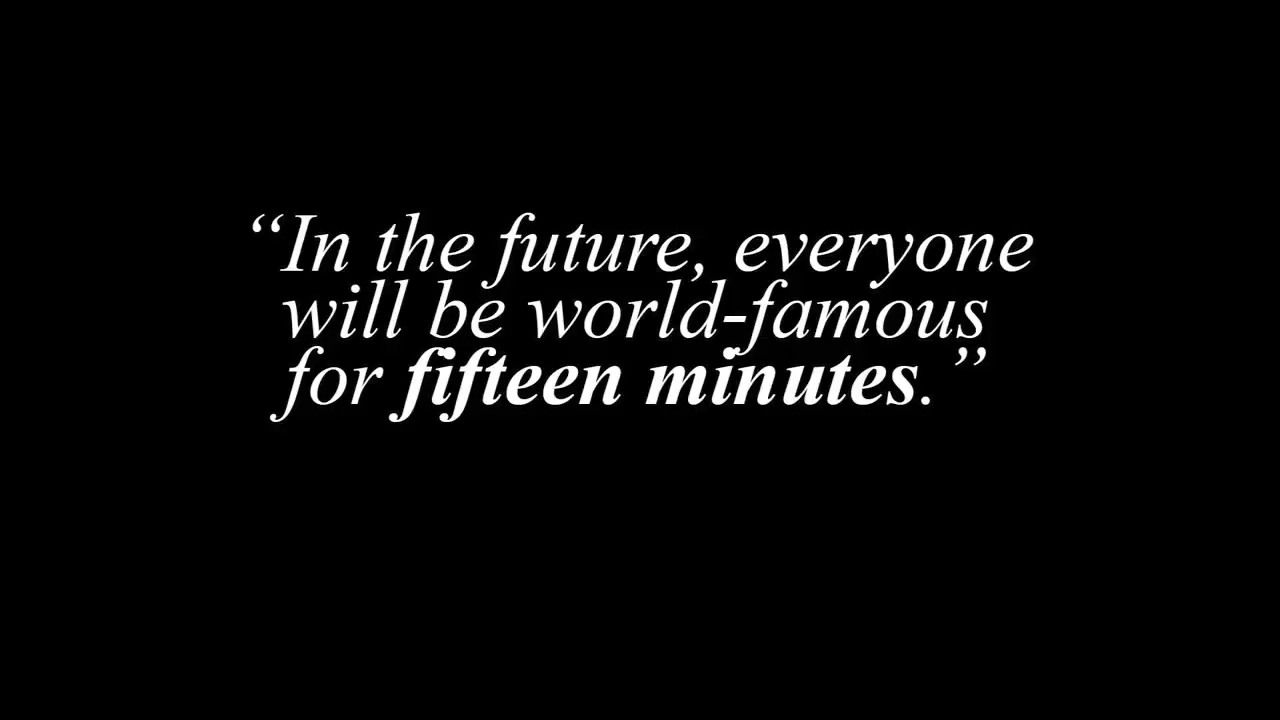 “In the future, everyone
will be world-famous
for fifteen minutes.”